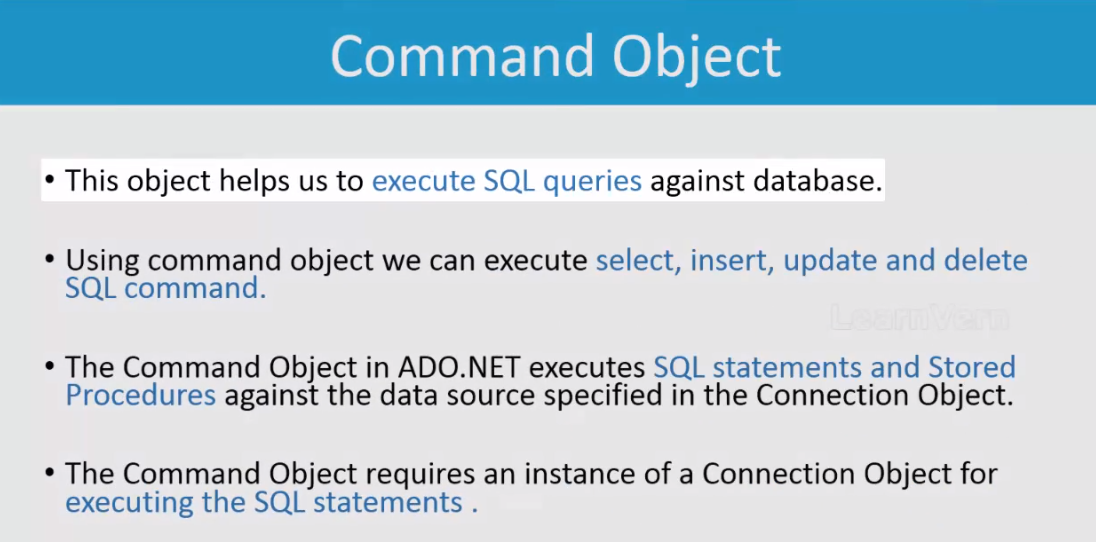 Command Object
• This object helps us to execute SQL queries against database.
• Using command object we can execute select, insert, update and delete
SQL command.
LearnVern
• The Command Object in ADO.NET executes SQL statements and Stored
Procedures against the data source specified in the Connection Object.
• The Command Object requires an instance of a Connection Object for
executing the SQL statements .